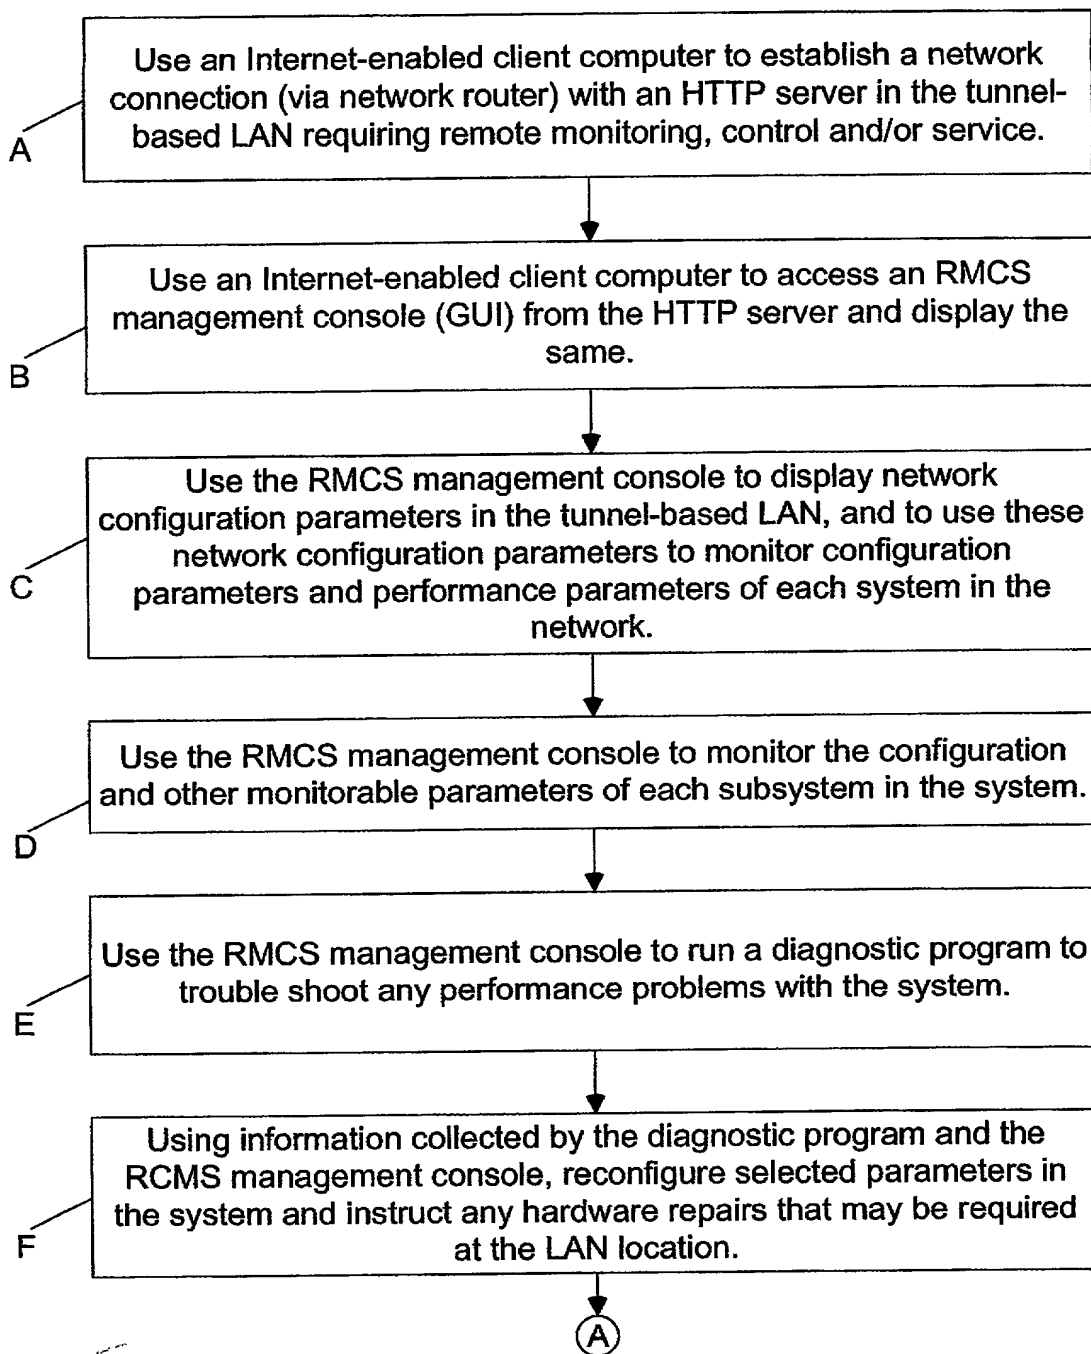 Use an Internet-enabled client computer to establish a network
connection (via network router) with an HTTP server in the tunnel-
based LAN requiring remote monitoring, control and/or service.
A
Use an Internet-enabled client computer to access an RMCS
management console (GUI) from the HTTP server and display the
same.
B
Use the RMCS management console to display network
configuration parameters in the tunnel-based LAN, and to use these
network configuration parameters to monitor configuration
parameters and performance parameters of each system in the
network.
C
Use the RMCS management console to monitor the configuration
and other monitorable parameters of each subsystem in the system.
D
Use the RMCS management console to run a diagnostic program to
trouble shoot any performance problems with the system.
E
Using information collected by the diagnostic program and the
RCMS management console, reconfigure selected parameters in
the system and instruct any hardware repairs that may be required
at the LAN location.
F
A